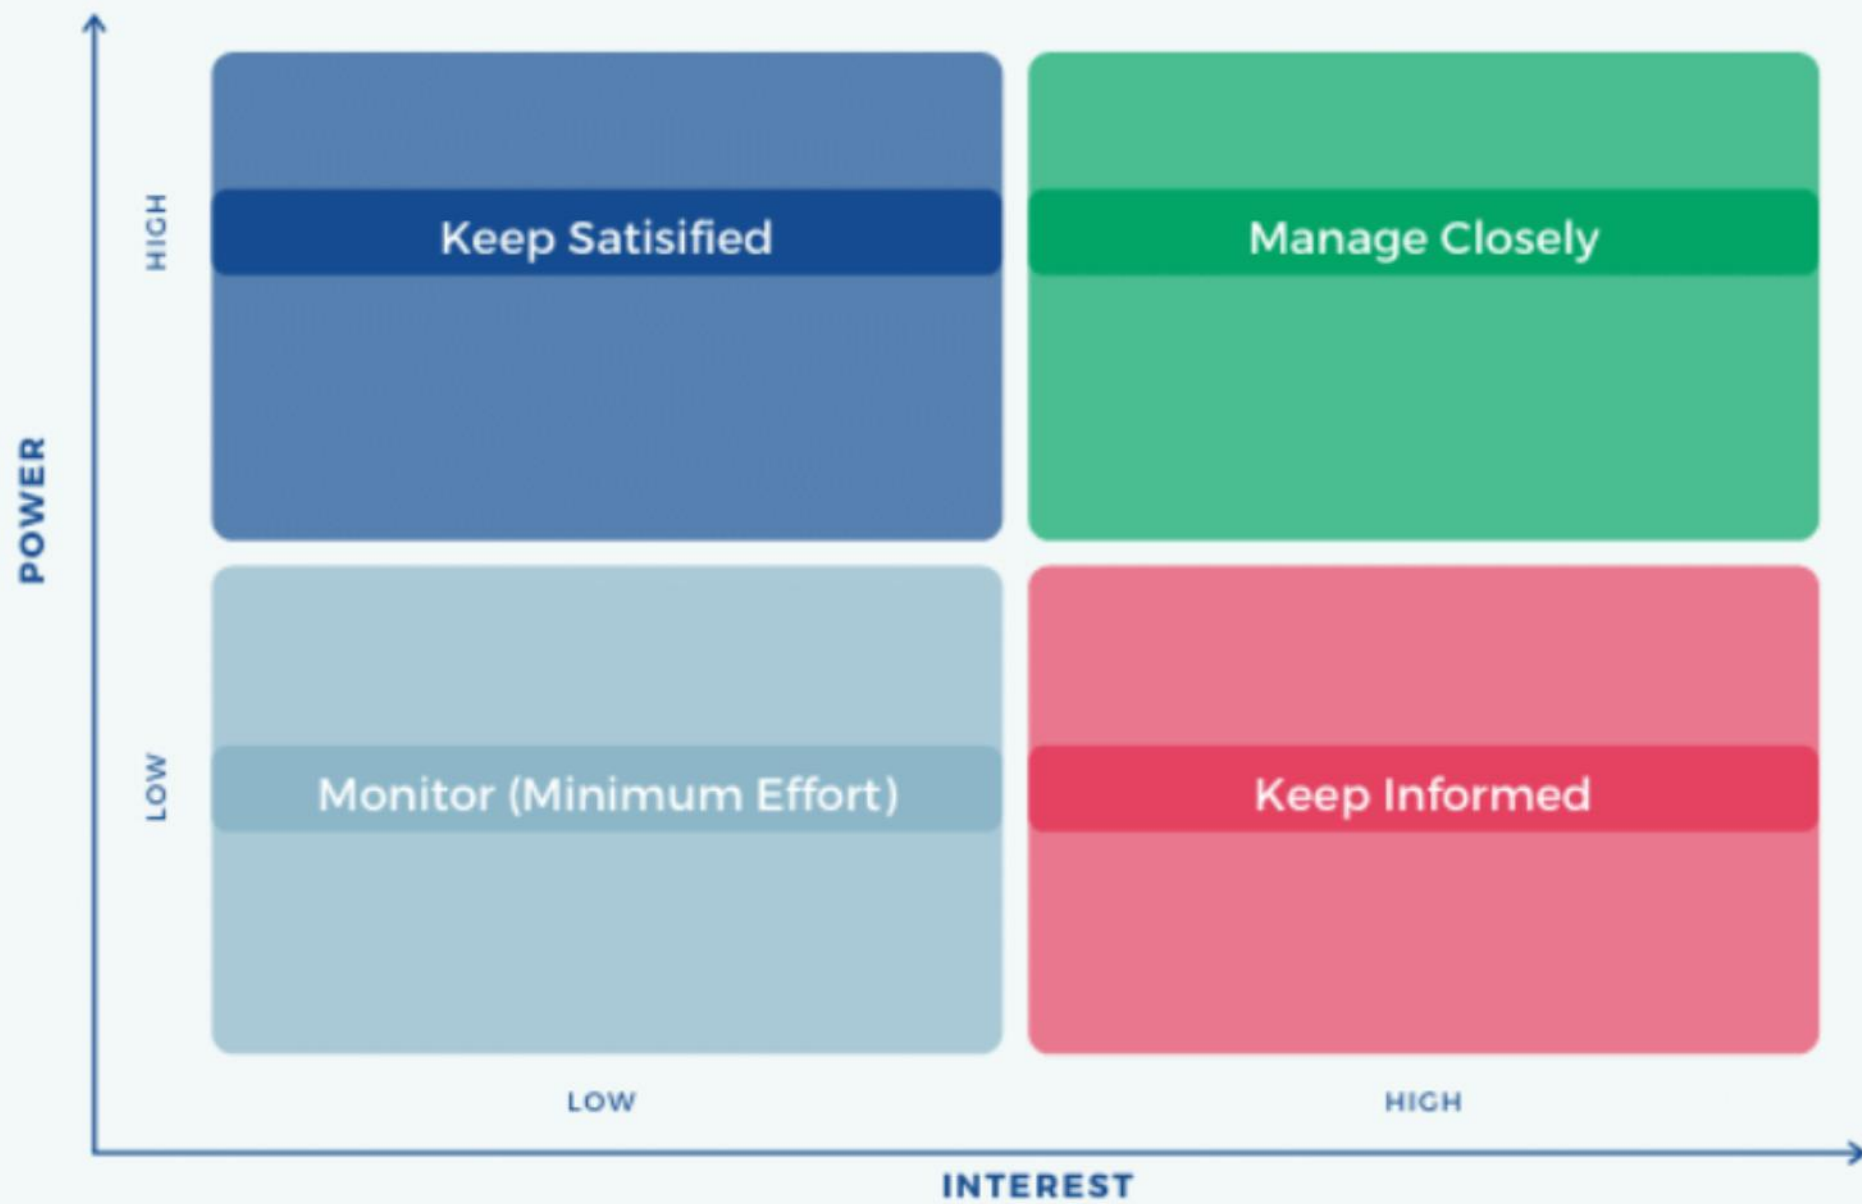 HIGH
Keep Satisified
Manage Closely
POWER
LOW
Monitor (Minimum Effort)
Keep Informed
LOW
HIGH
INTEREST